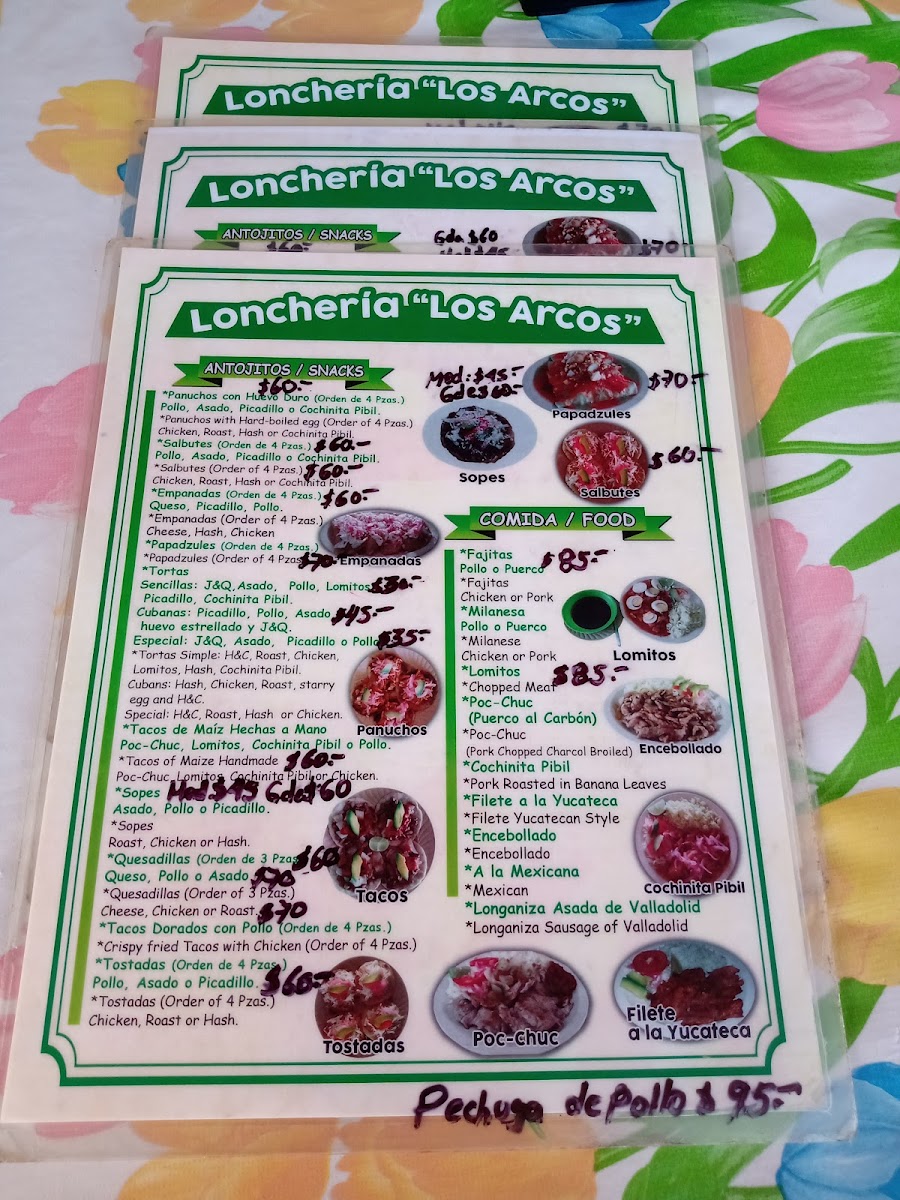 Lonchería “Los Arcos”
Lonchería “Los Arcos”
ANTOJITOS / SNACKS
Gda $60
$70
Lonchería “Los Arcos”
ANTOJITOS / SNACKS
$60.-
*Panuchos con Huevo Duro (Orden de 4 Pzas.)
Pollo, Asado, Picadillo o Cochinita Pibil.
*Panuchos with Hard-boiled egg (Order of 4 Pzas.)
Chicken, Roast, Hash or Cochinita Pibil.
*Salbutes (Orden de 4 Pzas.) $60.-
Pollo, Asado, Picadillo o Cochinita Pibil.
*Salbutes (Order of 4 Pzas.) $60.-
Chicken, Roast, Hash or Cochinita Pibil.
*Empanadas (Orden de 4 Pzas.) $60.-
Queso, Picadillo, Pollo.
*Empanadas (Order of 4 Pzas.)
Cheese, Hash, Chicken
*Papadzules (Orden de 4 Pzas.)
*Papadzules (Order of 4 Pzas $70.-
*Tortas
Sencillas: J&Q, Asado, Pollo, Lomitos $30.-
Picadillo, Cochinita Pibil.
Cubanas: Picadillo, Pollo, Asado $45.-
huevo estrellado y J&Q.
Especial: J&Q, Asado, Picadillo o Pollo $35.-
*Tortas Simple: H&C, Roast, Chicken,
Lomitos, Hash, Cochinita Pibil.
Cubans: Hash, Chicken, Roast, starry
egg and H&C.
Special: H&C, Roast, Hash or Chicken.
*Tacos de Maíz Hechas a Mano
Poc-Chuc, Lomitos, Cochinita Pibil o Pollo.
*Tacos of Maize Handmade $60.-
Poc-Chuc, Lomitos, Cochinita Pibil or Chicken.
*Sopes Med $45 Gde $60
Asado, Pollo o Picadillo.
*Sopes
Roast, Chicken or Hash.
*Quesadillas (Orden de 3 Pzas $60
Queso, Pollo o Asado $70
*Quesadillas (Order of 3 Pzas.)
Cheese, Chicken or Roast. $70
*Tacos Dorados con Pollo (Orden de 4 Pzas.)
*Crispy fried Tacos with Chicken (Order of 4 Pzas.)
*Tostadas (Orden de 4 Pzas.)
Pollo, Asado o Picadillo. $60.-
*Tostadas (Order of 4 Pzas.)
Chicken, Roast or Hash.
Med: $45.-
Gde $60.-
Sopes
$70.-
Papadzules
$60.-
Salbutes
Empanadas
Panuchos
Tacos
Tostadas
COMIDA / FOOD
*Fajitas
Pollo o Puerco $85.-
*Fajitas
Chicken or Pork
*Milanesa
Pollo o Puerco
*Milanese
Chicken or Pork
*Lomitos $85.-
*Chopped Meat
*Poc-Chuc
(Puerco al Carbón)
*Poc-Chuc
(Pork Chopped Charcol Broiled)
*Cochinita Pibil
*Pork Roasted in Banana Leaves
*Filete a la Yucateca
*Filete Yucatecan Style
*Encebollado
*Encebollado
*A la Mexicana
*Mexican
*Longaniza Asada de Valladolid
*Longaniza Sausage of Valladolid
Lomitos
Encebollado
Cochinita Pibil
Poc-Chuc
Filete
a la Yucateca
Pechuga de pollo $95.-